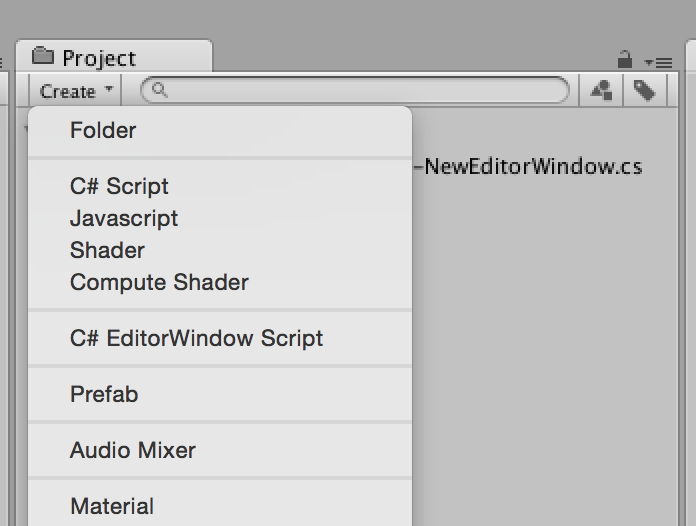 Project
Create
-NewEditorWindow.cs
Folder
C# Script
Javascript
Shader
Compute Shader
C# EditorWindow Script
Prefab
Audio Mixer
Material